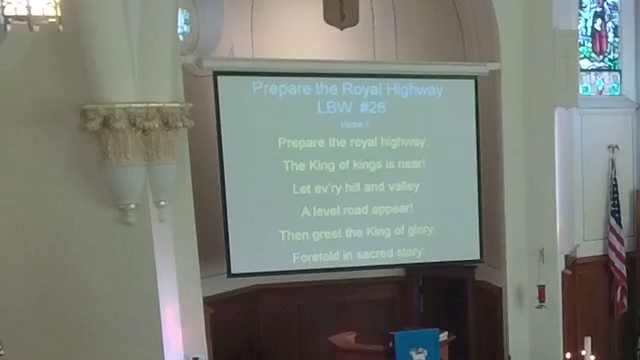 Prepare the Royal Highway
LBW #26
Verse 1
Prepare the royal highway;
The King of kings is near!
Let ev'ry hill and valley
A level road appear!
Then greet the King of glory
Foretold in sacred story: